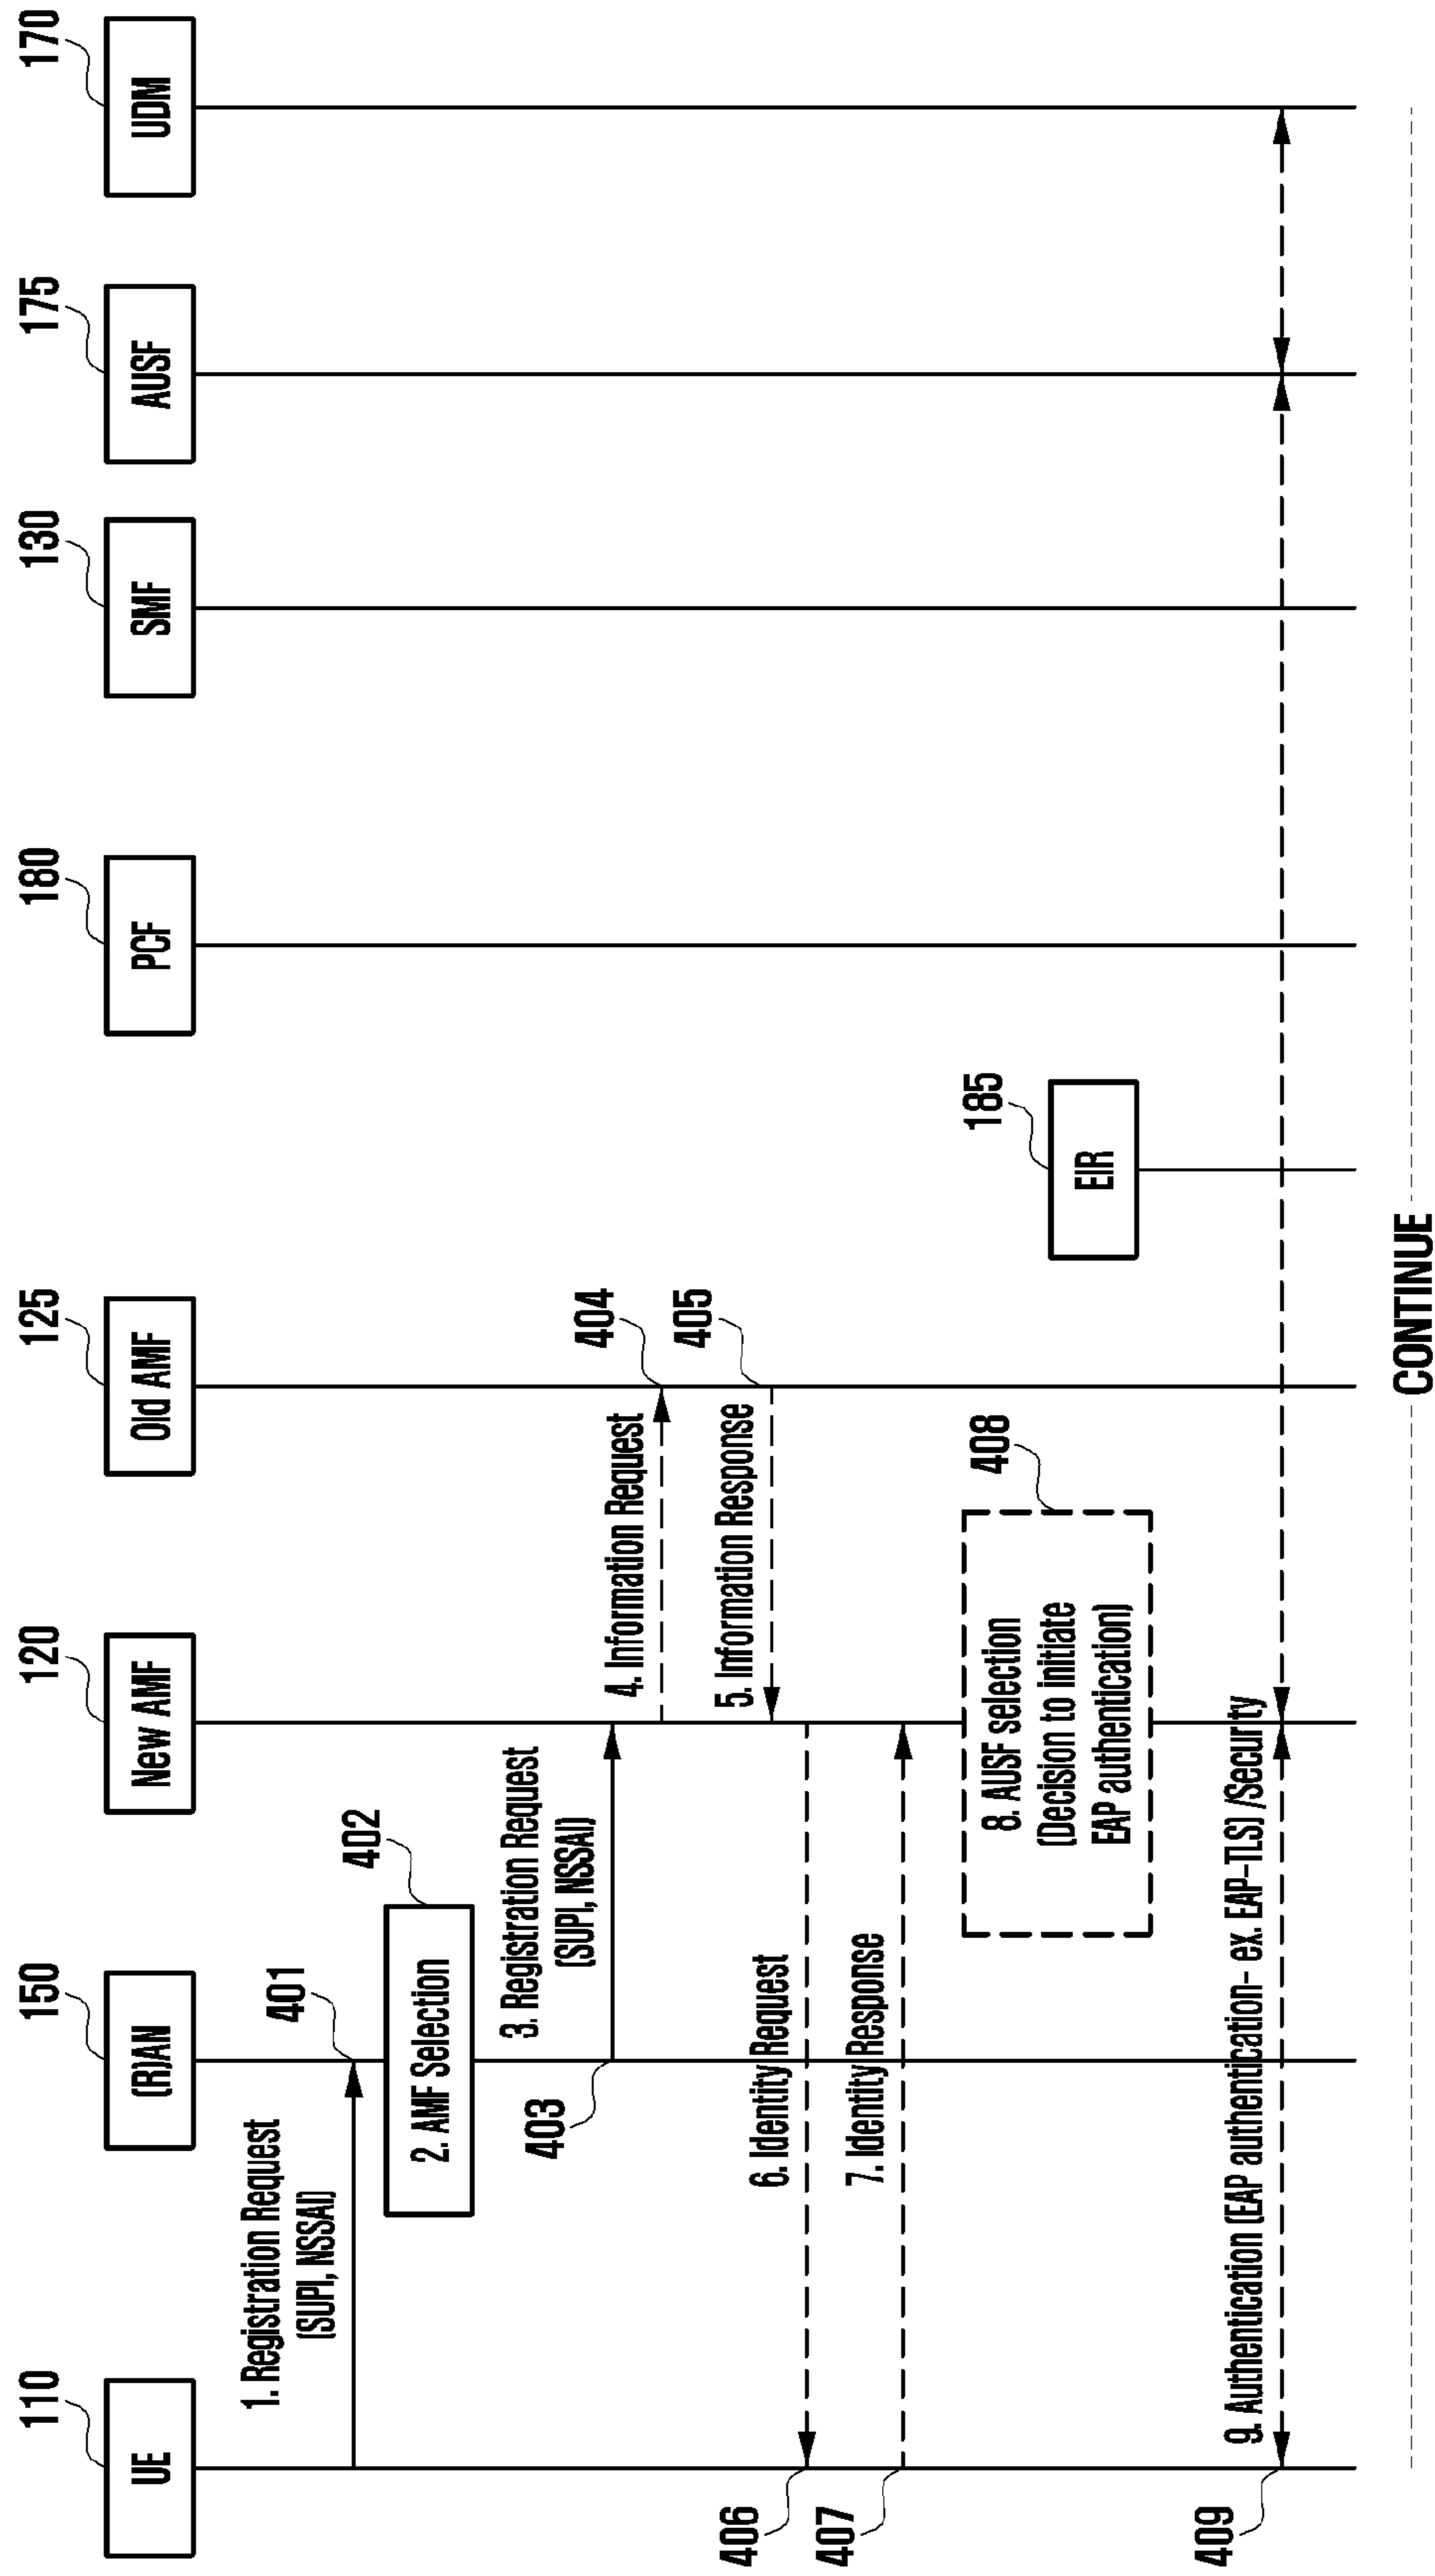 110
150
120
125
180
130
175
170
UE
(R)AN
New AMF
Old AMF
PCF
SMF
AUSF
UDM
1. Registration Request
(SUPI, NSSAI)
401
2. AMF Selection
402
3. Registration Request
(SUPI, NSSAI)
403
4. Information Request
404
5. Information Response
405
6. Identity Request
406
7. Identity Response
407
8. AUSF selection
(Decision to initiate
EAP authentication)
408
185
EIR
9. Authentication (EAP authentication- ex. EAP-TLS) /Security
409
CONTINUE